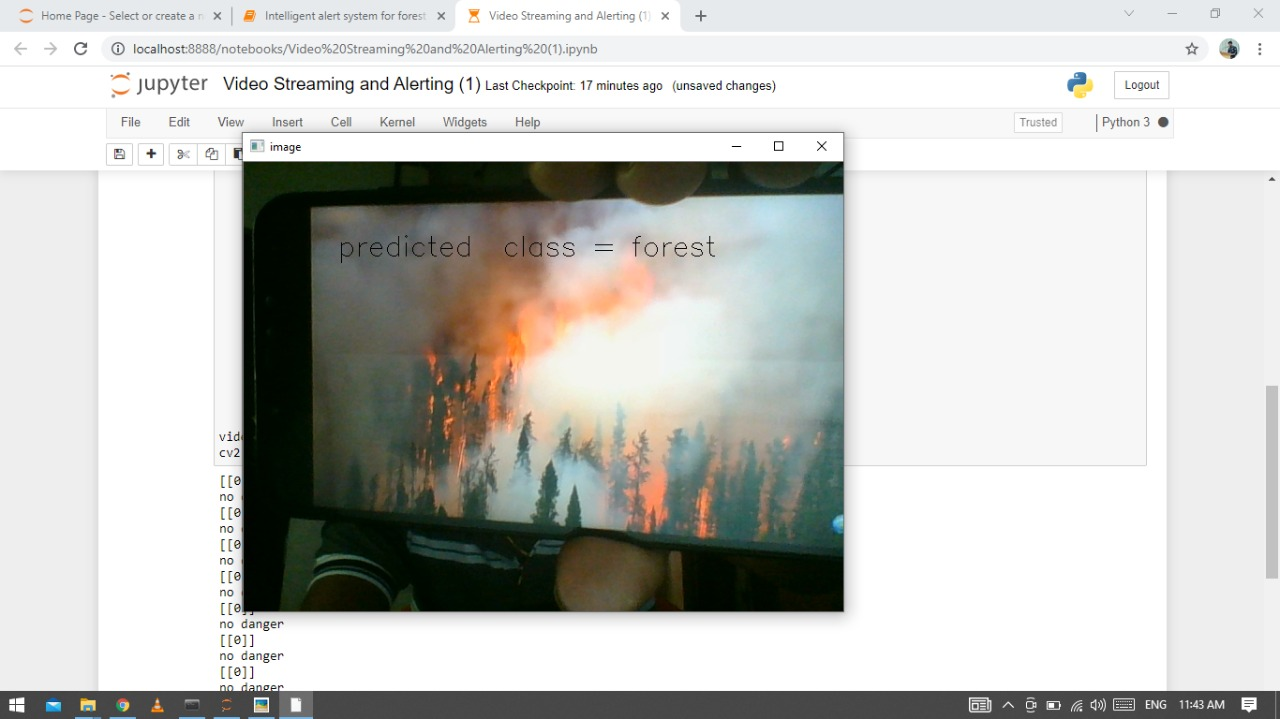 Home Page - Select or create a n
Intelligent alert system for forest
Video Streaming and Alerting (1)
localhost:8888/notebooks/Video%20Streaming%20and%20Alerting%20(1).ipynb
jupyter Video Streaming and Alerting (1) Last Checkpoint: 17 minutes ago (unsaved changes)
Logout
File Edit View Insert Cell Kernel Widgets Help
Trusted
Python 3
image
predicted class = forest
cv2
[[0
no
[[0
no
[[0
no
[[0
no
[[0]]
no danger
[[0]]
no danger
[[0]]
no danger
ENG 11:43 AM